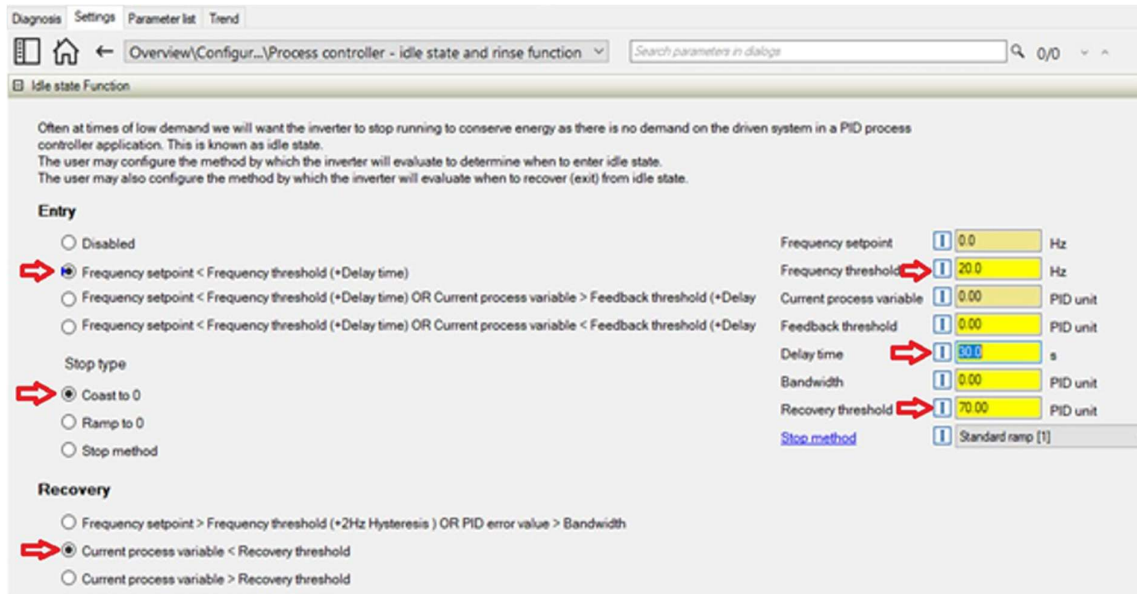 Diagnosis Settings Parameter list Trend
Overview\Configur...\Process controller - idle state and rinse function Search parameters in dialogs 0/0
Idle state Function
Often at times of low demand we will want the inverter to stop running to conserve energy as there is no demand on the driven system in a PID process
controller application. This is known as idle state.
The user may configure the method by which the inverter will evaluate to determine when to enter idle state.
The user may also configure the method by which the inverter will evaluate when to recover (exit) from idle state.
Entry
Disabled
Frequency setpoint < Frequency threshold (+Delay time)
Frequency setpoint < Frequency threshold (+Delay time) OR Current process variable > Feedback threshold (+Delay
Frequency setpoint < Frequency threshold (+Delay time) OR Current process variable < Feedback threshold (+Delay
Stop type
Coast to 0
Ramp to 0
Stop method
Frequency setpoint 0.0 Hz
Frequency threshold 20.0 Hz
Current process variable 0.00 PID unit
Feedback threshold 0.00 PID unit
Delay time 30.0 s
Bandwidth 0.00 PID unit
Recovery threshold 70.00 PID unit
Stop method Standard ramp [1]
Recovery
Frequency setpoint > Frequency threshold (+2Hz Hysteresis ) OR PID error value > Bandwidth
Current process variable < Recovery threshold
Current process variable > Recovery threshold